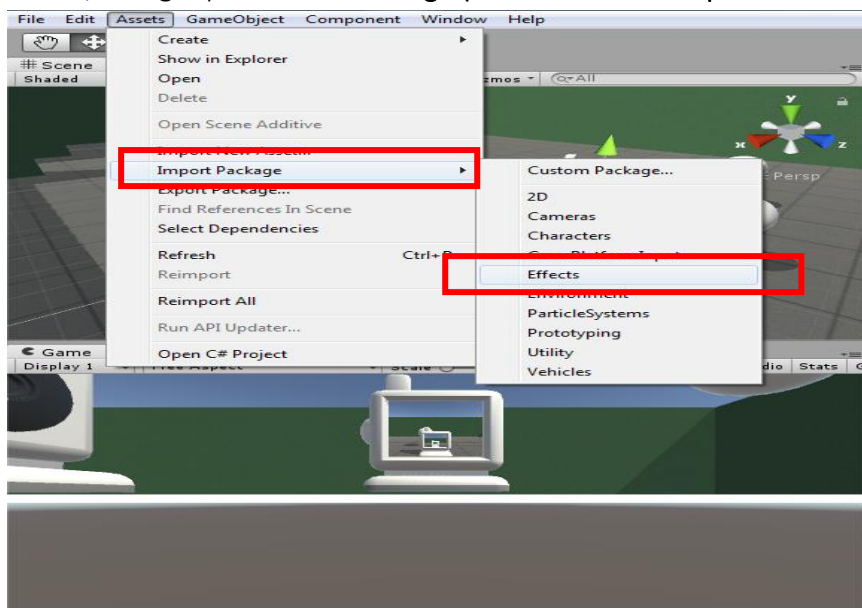 File Edit Assets GameObject Component Window Help
Create
# Scene
Show in Explorer
Shaded
Open
All
Delete
y
Open Scene Additive
x
z
Import Package
Custom Package...
Persp
Export Package...
2D
Find References In Scene
Cameras
Select Dependencies
Characters
Refresh
Effects
Reimport
Reimport All
ParticleSystems
Run API Updater...
Prototyping
Game
Open C# Project
Utility
Display 1
Vehicles
Stats